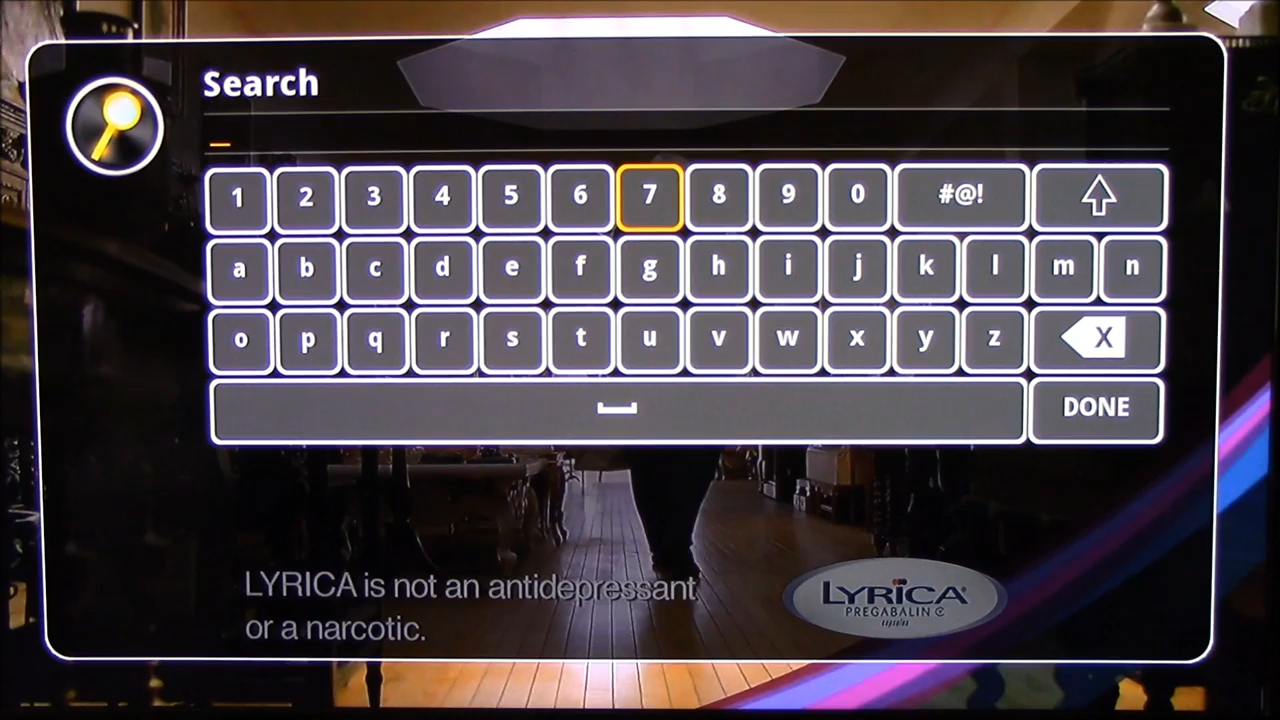 Search
_
1 2 3 4 5 6 7 8 9 0 #@!
a b c d e f g h i j k l m n
o p q r s t u v w x y z X
DONE
LYRICA is not an antidepressant
or a narcotic.
LYRICA®
PREGABALIN Ⓒ
capsules